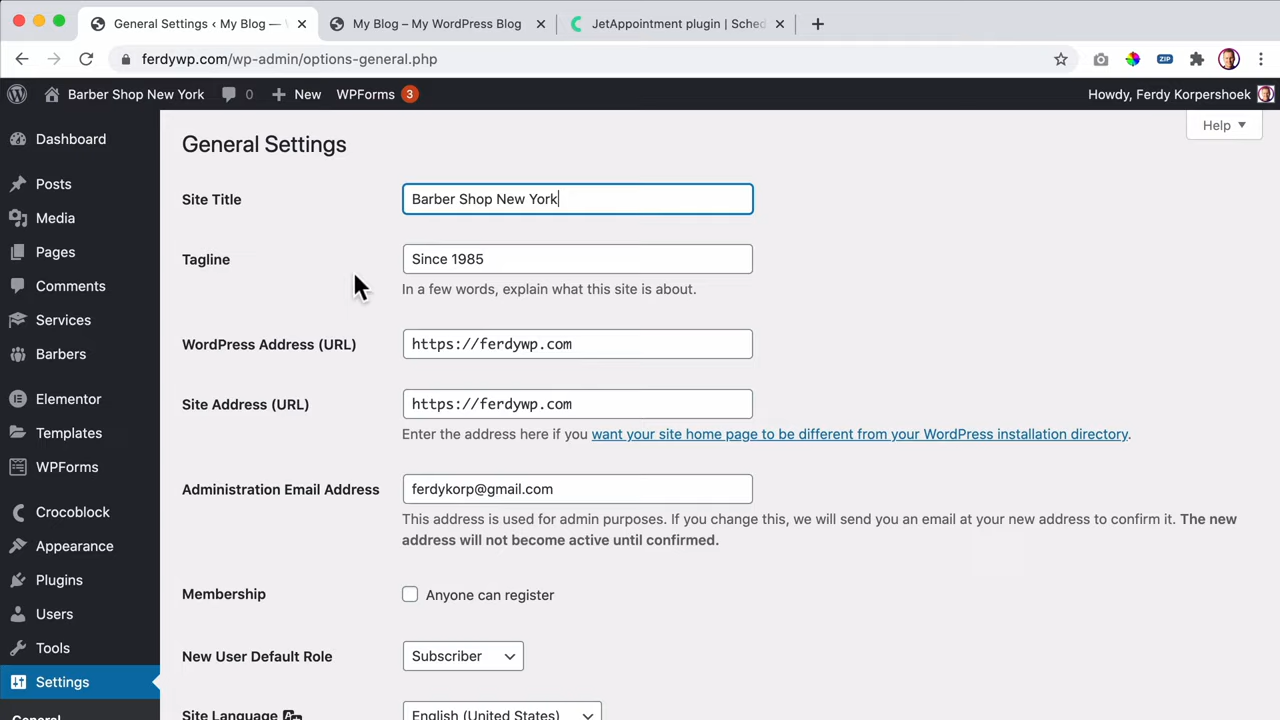 General Settings ‹ My Blog —
My Blog – My WordPress Blog
JetAppointment plugin | Sched
ferdywp.com/wp-admin/options-general.php
ZIP
Barber Shop New York
0
New
WPForms
3
Howdy, Ferdy Korpershoek
Dashboard
Posts
Media
Pages
Comments
Services
Barbers
Elementor
Templates
WPForms
Crocoblock
Appearance
Plugins
Users
Tools
Settings
General
Help
General Settings
Site Title
Barber Shop New York
Tagline
Since 1985
In a few words, explain what this site is about.
WordPress Address (URL)
https://ferdywp.com
Site Address (URL)
https://ferdywp.com
Enter the address here if you want your site home page to be different from your WordPress installation directory.
Administration Email Address
ferdykorp@gmail.com
This address is used for admin purposes. If you change this, we will send you an email at your new address to confirm it. The new
address will not become active until confirmed.
Membership
Anyone can register
New User Default Role
Subscriber
Site Language
English (United States)